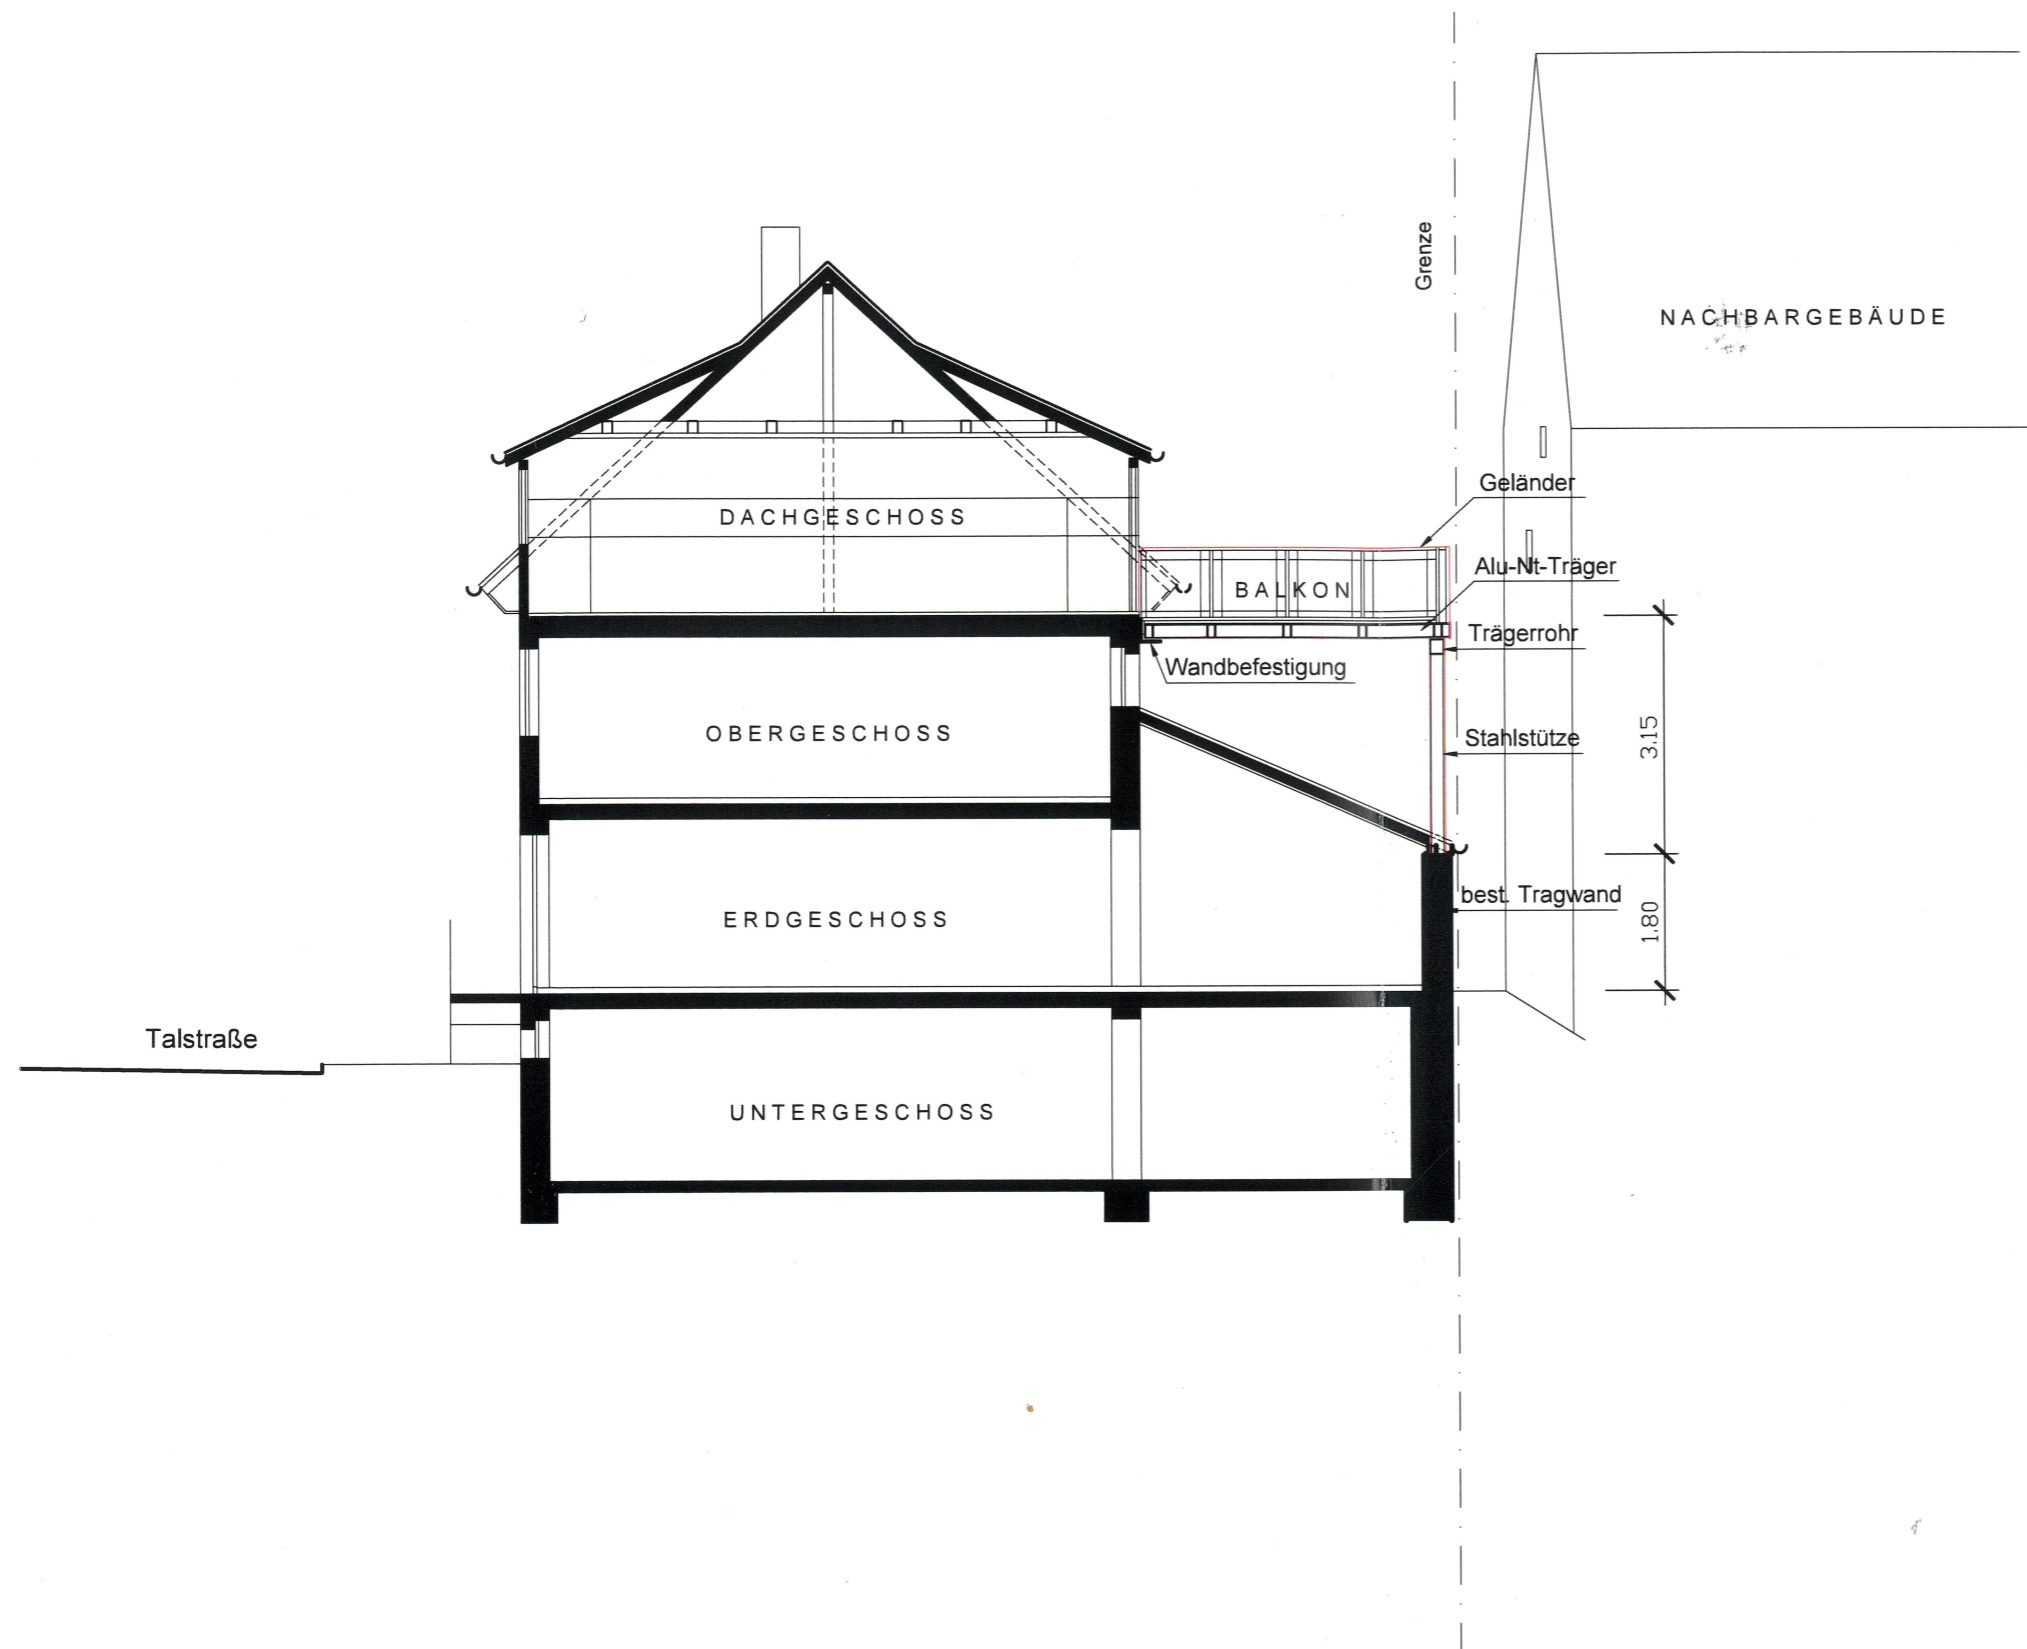 Grenze
NACHBARGEBÄUDE
Geländer
DACHGESCHOSS
Alu-Nt-Träger
BALKON
Trägerrohr
Wandbefestigung
OBERGESCHOSS
Stahlstütze
3.15
best. Tragwand
ERDGESCHOSS
1.80
Talstraße
UNTERGESCHOSS